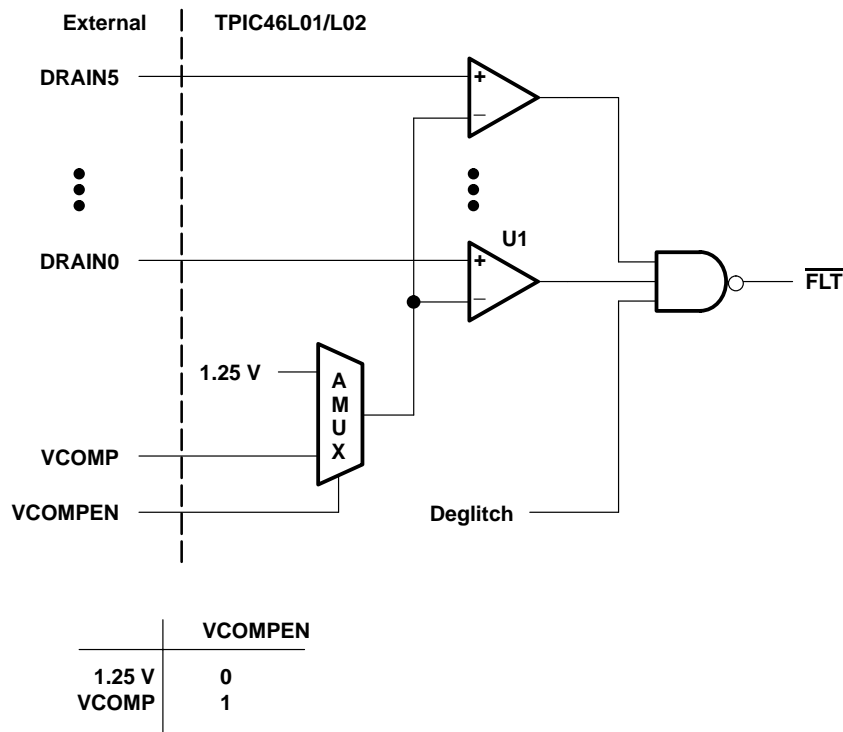 External TPIC46L01/L02
DRAIN5
+
−
U1
DRAIN0
+
−
FLT
1.25 V
A
M
U
X
VCOMP
VCOMPEN
Deglitch
VCOMPEN
1.25 V 0
VCOMP 1